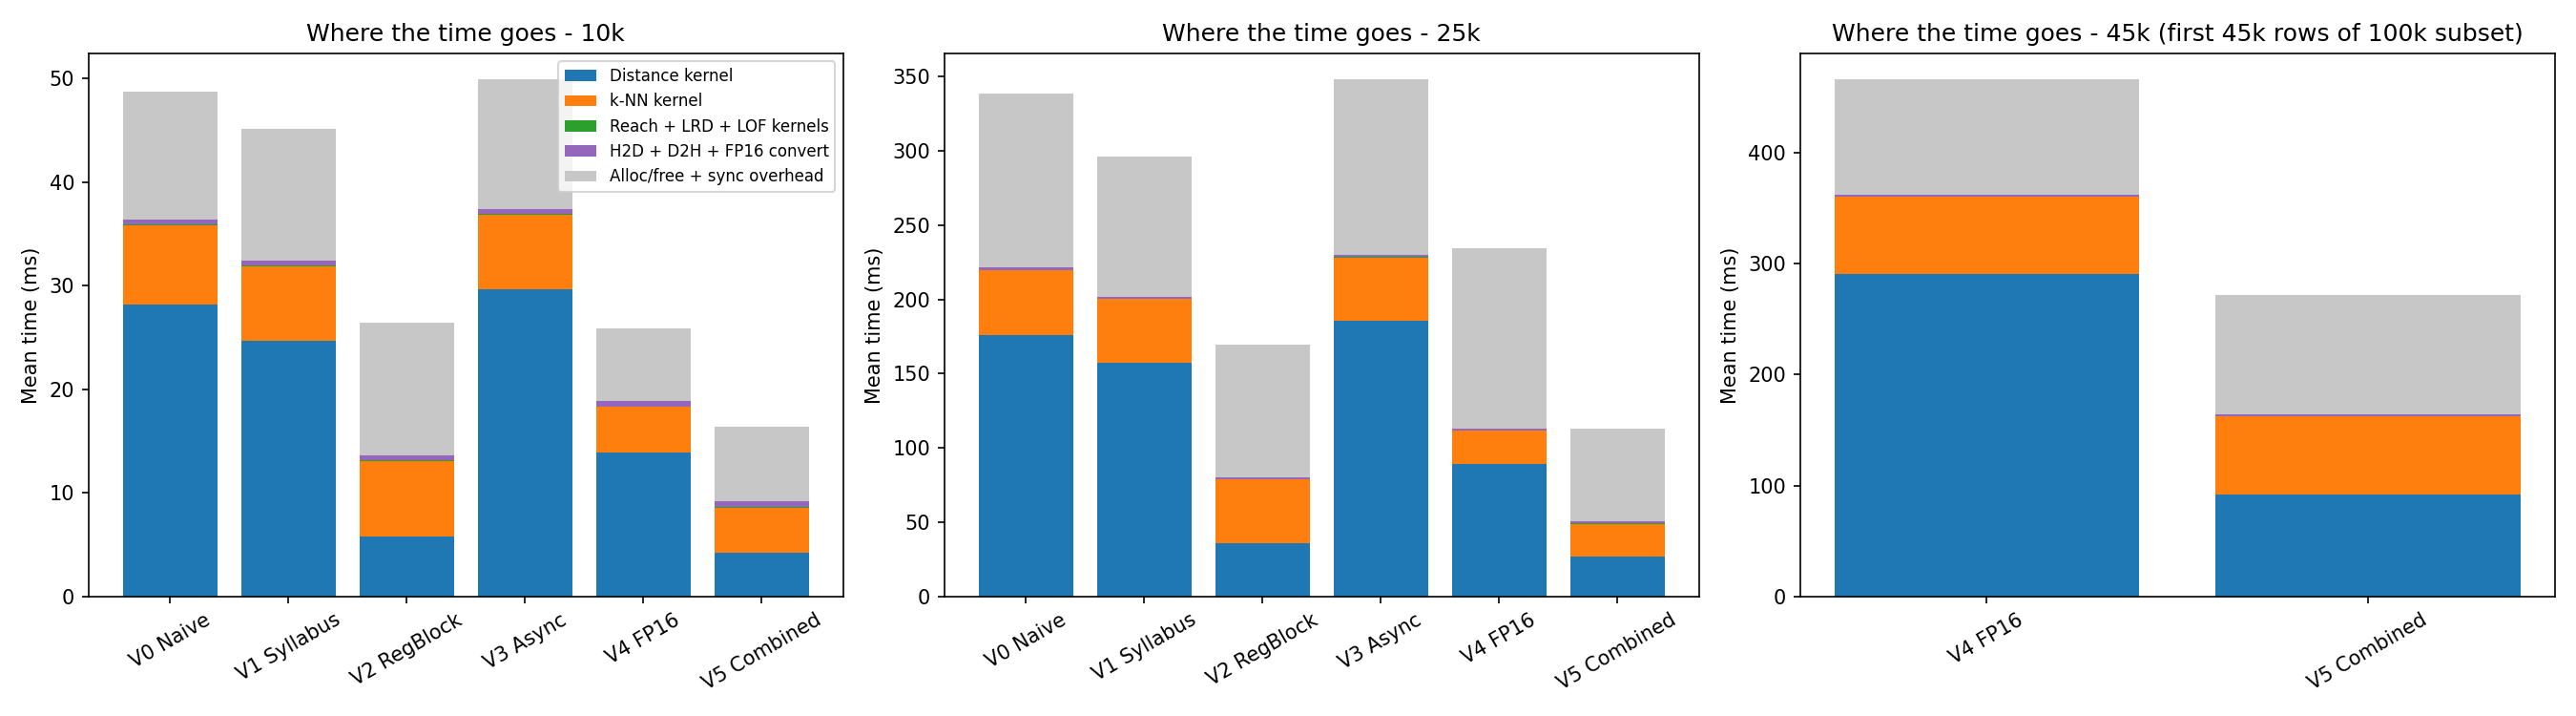 Where the time goes - 10k
Mean time (ms)
50
40
30
20
10
0
Distance kernel
k-NN kernel
Reach + LRD + LOF kernels
H2D + D2H + FP16 convert
Alloc/free + sync overhead
V0 Naive
V1 Syllabus
V2 RegBlock
V3 Async
V4 FP16
V5 Combined
Where the time goes - 25k
Mean time (ms)
350
300
250
200
150
100
50
0
V0 Naive
V1 Syllabus
V2 RegBlock
V3 Async
V4 FP16
V5 Combined
Where the time goes - 45k (first 45k rows of 100k subset)
Mean time (ms)
400
300
200
100
0
V4 FP16
V5 Combined